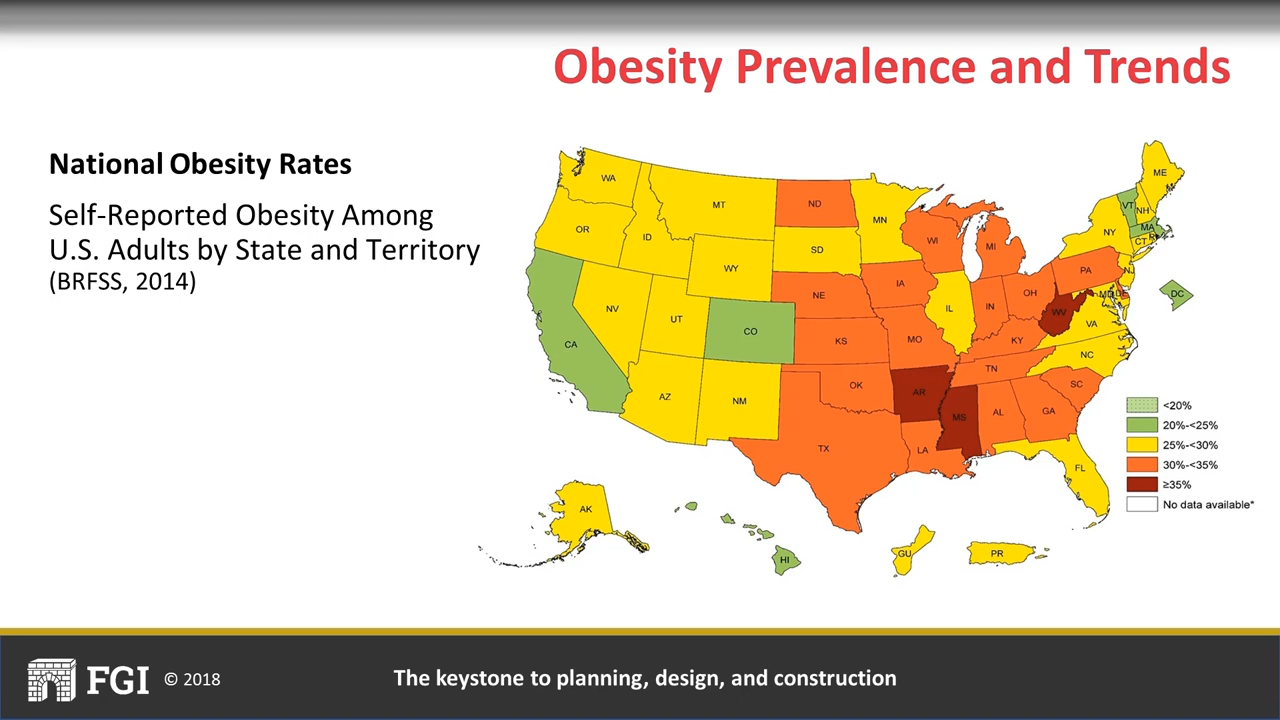 Obesity Prevalence and Trends
National Obesity Rates
Self-Reported Obesity Among
U.S. Adults by State and Territory
(BRFSS, 2014)
WA
MT
ND
MN
ME
VT
NH
OR
ID
SD
WI
MI
NY
MA
CT
RI
WY
IA
PA
NJ
NE
OH
MD
DE
DC
NV
UT
CO
IL
IN
WV
VA
CA
KS
MO
KY
NC
TN
AZ
NM
OK
AR
SC
MS
AL
GA
TX
LA
FL
AK
HI
GU
PR
<20%
20%-<25%
25%-<30%
30%-<35%
≥35%
No data available*
FGI © 2018
The keystone to planning, design, and construction